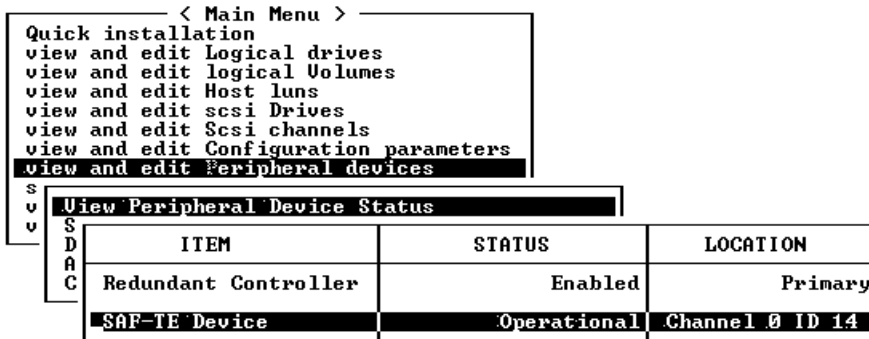 < Main Menu >
Quick installation
view and edit Logical drives
view and edit logical Volumes
view and edit Host luns
view and edit scsi Drives
view and edit Scsi channels
view and edit Configuration parameters
view and edit Peripheral devices
s
v View Peripheral Device Status
v S
D ITEM STATUS LOCATION
A
C Redundant Controller Enabled Primary
SAF-TE Device Operational Channel 0 ID 14